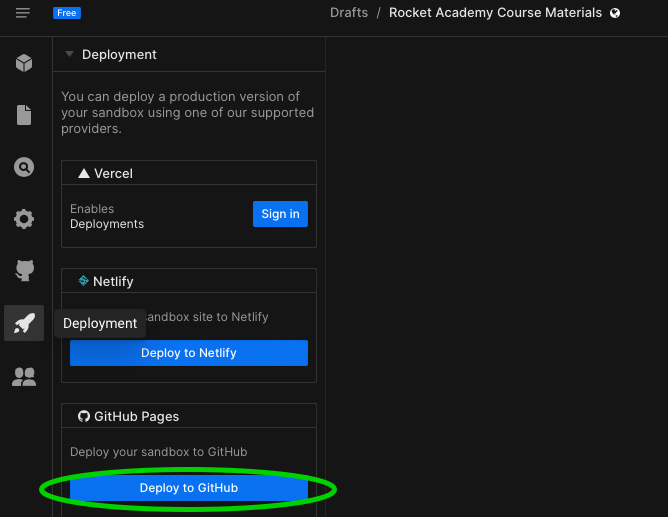 Free
Drafts / Rocket Academy Course Materials
Deployment
You can deploy a production version of
your sandbox using one of our supported
providers.
Vercel
Enables
Deployments
Sign in
Netlify
sandbox site to Netlify
Deployment
Deploy to Netlify
GitHub Pages
Deploy your sandbox to GitHub
Deploy to GitHub